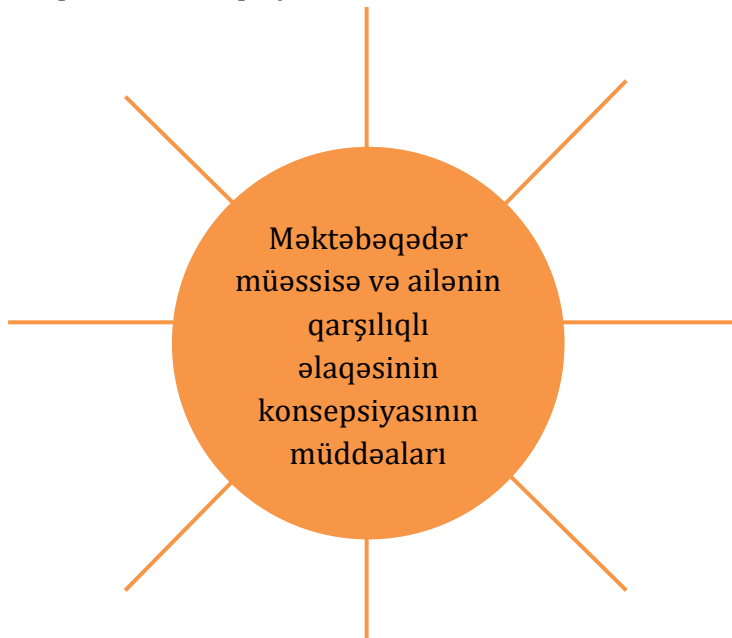 Məktəbəqədər
müəssisə və ailənin
qarşılıqlı
əlaqəsinin
konsepsiyasının
müddəaları